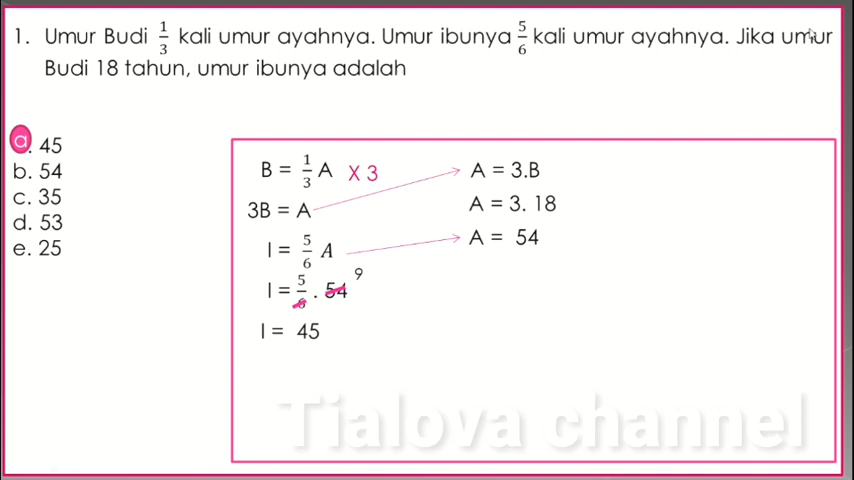 1. Umur Budi 1/3 kali umur ayahnya. Umur ibunya 5/6 kali umur ayahnya. Jika umur
Budi 18 tahun, umur ibunya adalah
a. 45
b. 54
c. 35
d. 53
e. 25
B = 1/3 A X 3
3B = A
I = 5/6 A
I = 5/6 . 54 9
I = 45
A = 3.B
A = 3. 18
A = 54
Tialova channel